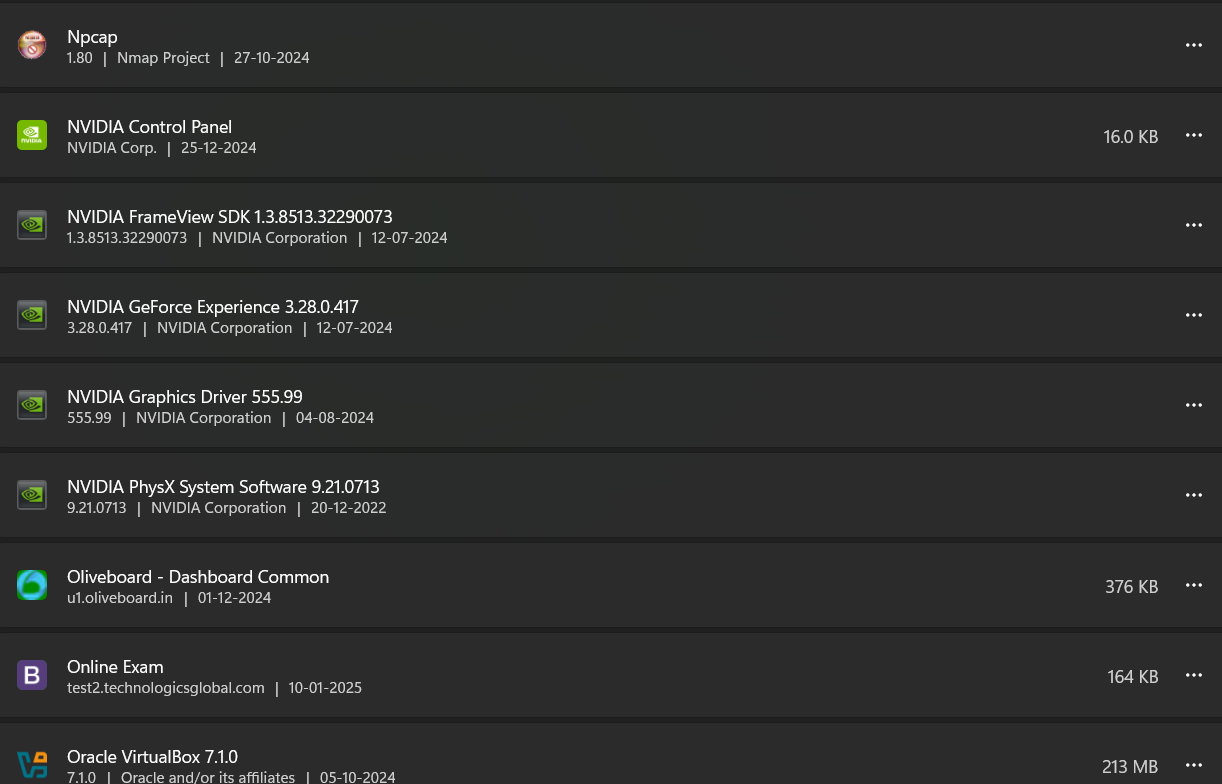 Npcap
1.80 | Nmap Project | 27-10-2024
NVIDIA Control Panel
NVIDIA Corp. | 25-12-2024
16.0 KB
NVIDIA FrameView SDK 1.3.8513.32290073
1.3.8513.32290073 | NVIDIA Corporation | 12-07-2024
NVIDIA GeForce Experience 3.28.0.417
3.28.0.417 | NVIDIA Corporation | 12-07-2024
NVIDIA Graphics Driver 555.99
555.99 | NVIDIA Corporation | 04-08-2024
NVIDIA PhysX System Software 9.21.0713
9.21.0713 | NVIDIA Corporation | 20-12-2022
Oliveboard - Dashboard Common
u1.oliveboard.in | 01-12-2024
376 KB
B
Online Exam
test2.technologicsglobal.com | 10-01-2025
164 KB
Oracle VirtualBox 7.1.0
7.1.0 | Oracle and/or its affiliates | 05-10-2024
213 MB